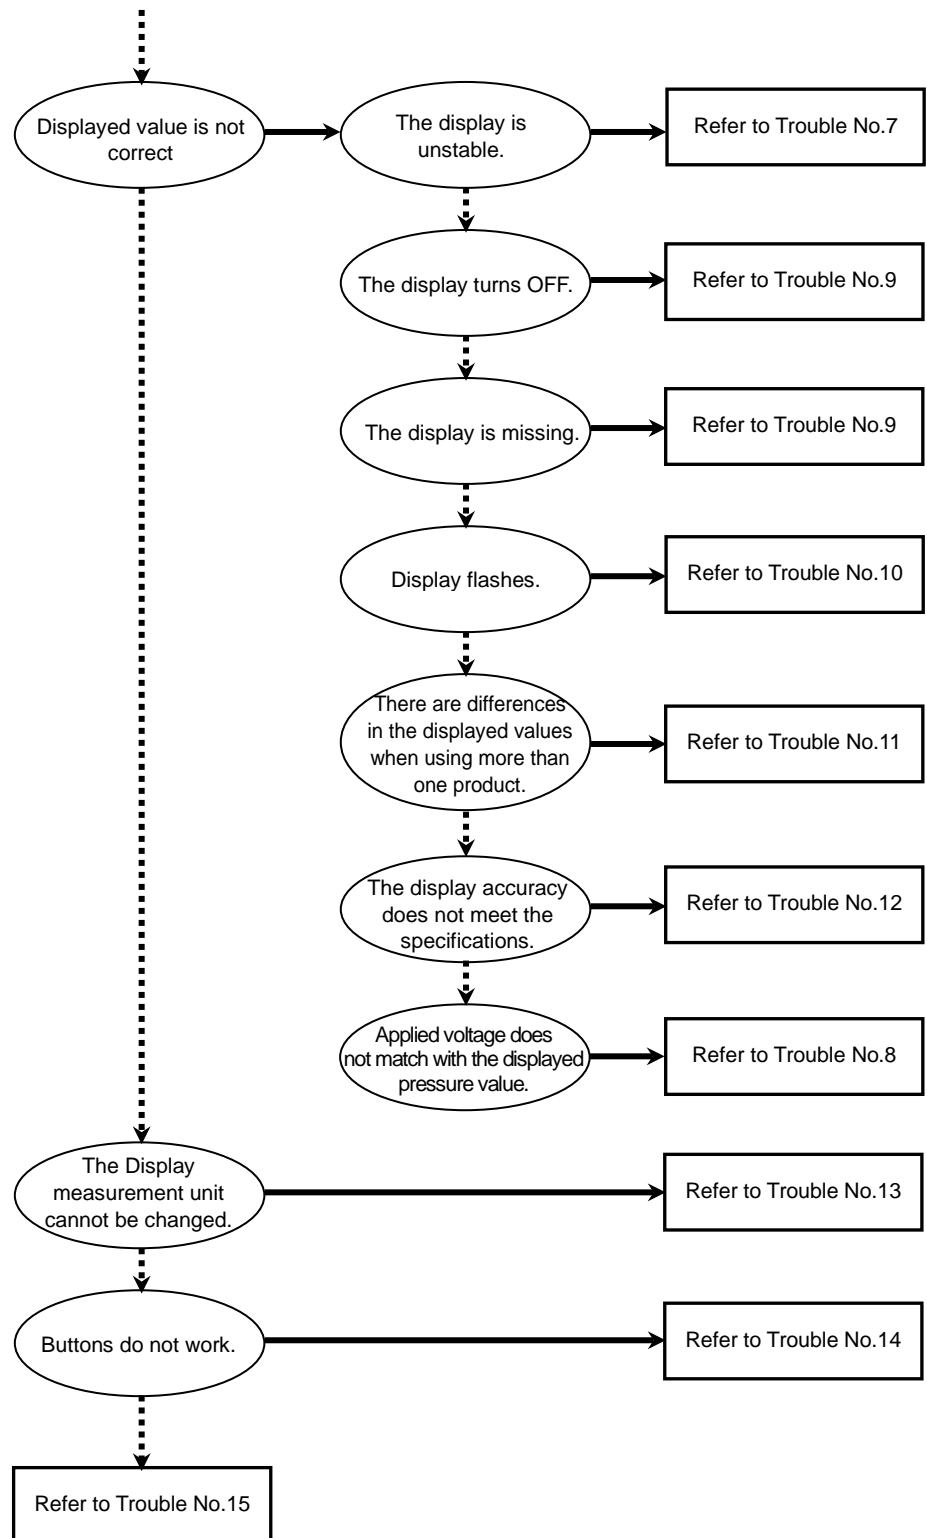 Displayed value is not
correct
The display is
unstable.
Refer to Trouble No.7
The display turns OFF.
Refer to Trouble No.9
The display is missing.
Refer to Trouble No.9
Display flashes.
Refer to Trouble No.10
There are differences
in the displayed values
when using more than
one product.
Refer to Trouble No.11
The display accuracy
does not meet the
specifications.
Refer to Trouble No.12
Applied voltage does
not match with the displayed
pressure value.
Refer to Trouble No.8
The Display
measurement unit
cannot be changed.
Refer to Trouble No.13
Buttons do not work.
Refer to Trouble No.14
Refer to Trouble No.15